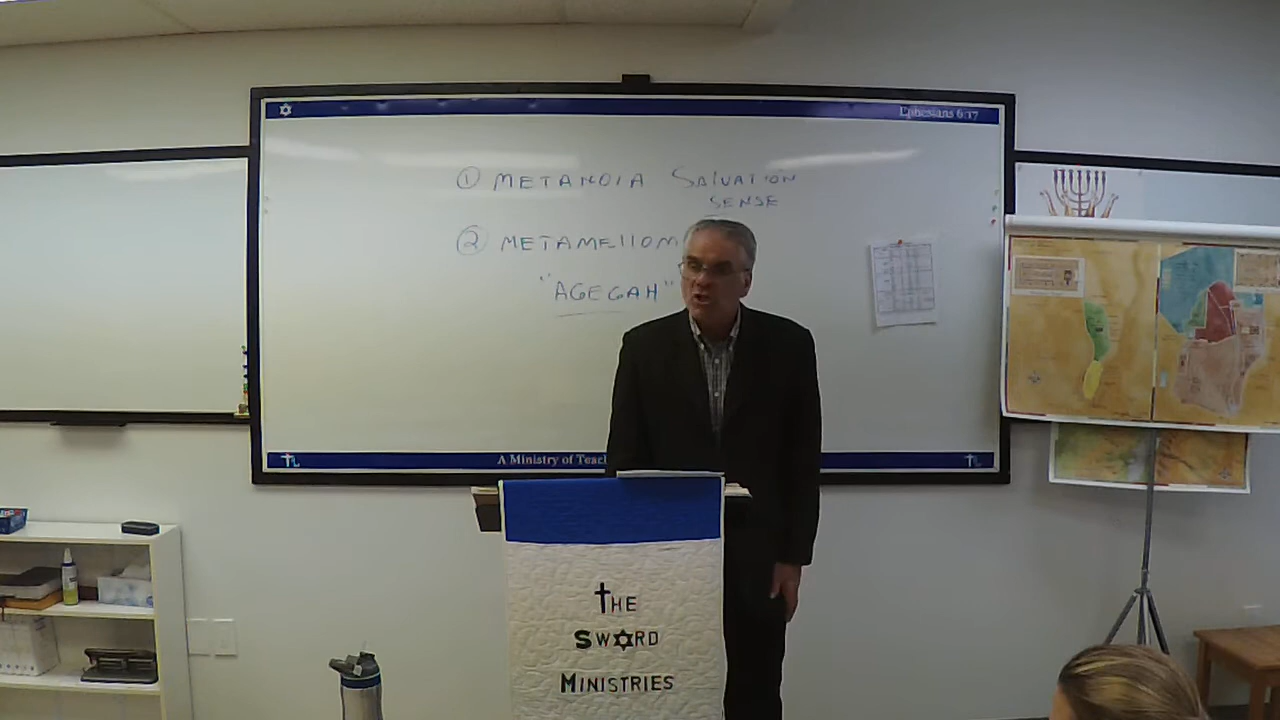 Ephesians 6:17
① METANOIA SALVATION
SENSE
② METAMELLOM
"AGEGAH"
A Ministry of Teac
THE
SWORD
MINISTRIES